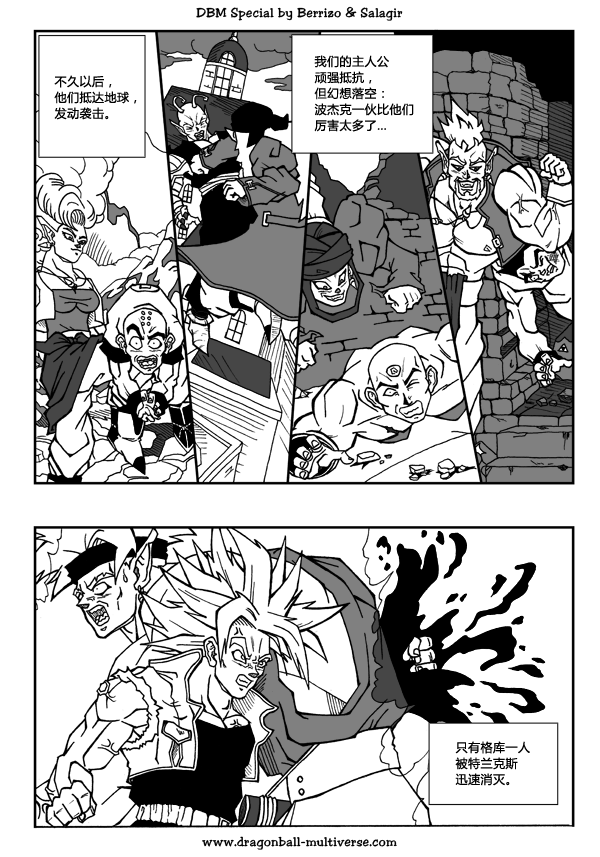 DBM Special by Berrizo & Salagir
不久以后，
他们抵达地球，
发动袭击。
我们的主人公
顽强抵抗，
但幻想落空：
波杰克一伙比他们
厉害太多了...
只有格库一人
被特兰克斯
迅速消灭。
www.dragonball-multiverse.com